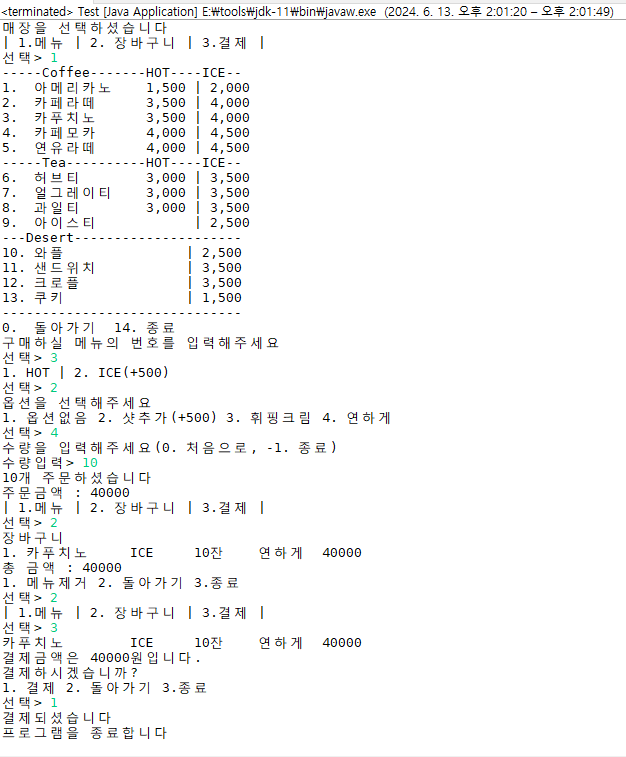 <terminated> Test [Java Application] E:\tools\jdk-11\bin\javaw.exe (2024. 6. 13. 오후 2:01:20 – 오후 2:01:49)
매장을 선택하셨습니다
| 1.메뉴 | 2. 장바구니 | 3.결제 |
선택> 1
-----Coffee-------HOT----ICE--
1. 아메리카노 1,500 | 2,000
2. 카페라떼 3,500 | 4,000
3. 카푸치노 3,500 | 4,000
4. 카페모카 4,000 | 4,500
5. 연유라떼 4,000 | 4,500
-----Tea----------HOT----ICE--
6. 허브티 3,000 | 3,500
7. 얼그레이티 3,000 | 3,500
8. 과일티 3,000 | 3,500
9. 아이스티 | 2,500
---Desert---------------------
10. 와플 | 2,500
11. 샌드위치 | 3,500
12. 크로플 | 3,500
13. 쿠키 | 1,500
------------------------------
0. 돌아가기 14. 종료
구매하실 메뉴의 번호를 입력해주세요
선택> 3
1. HOT | 2. ICE(+500)
선택> 2
옵션을 선택해주세요
1. 옵션없음 2. 샷추가(+500) 3. 휘핑크림 4. 연하게
선택> 4
수량을 입력해주세요(0. 처음으로, -1. 종료)
수량입력> 10
10개 주문하셨습니다
주문금액 : 40000
| 1.메뉴 | 2. 장바구니 | 3.결제 |
선택> 2
장바구니
1. 카푸치노 ICE 10잔 연하게 40000
총 금액 : 40000
1. 메뉴제거 2. 돌아가기 3.종료
선택> 2
| 1.메뉴 | 2. 장바구니 | 3.결제 |
선택> 3
카푸치노 ICE 10잔 연하게 40000
결제금액은 40000원입니다.
결제하시겠습니까?
1. 결제 2. 돌아가기 3.종료
선택> 1
결제되셨습니다
프로그램을 종료합니다